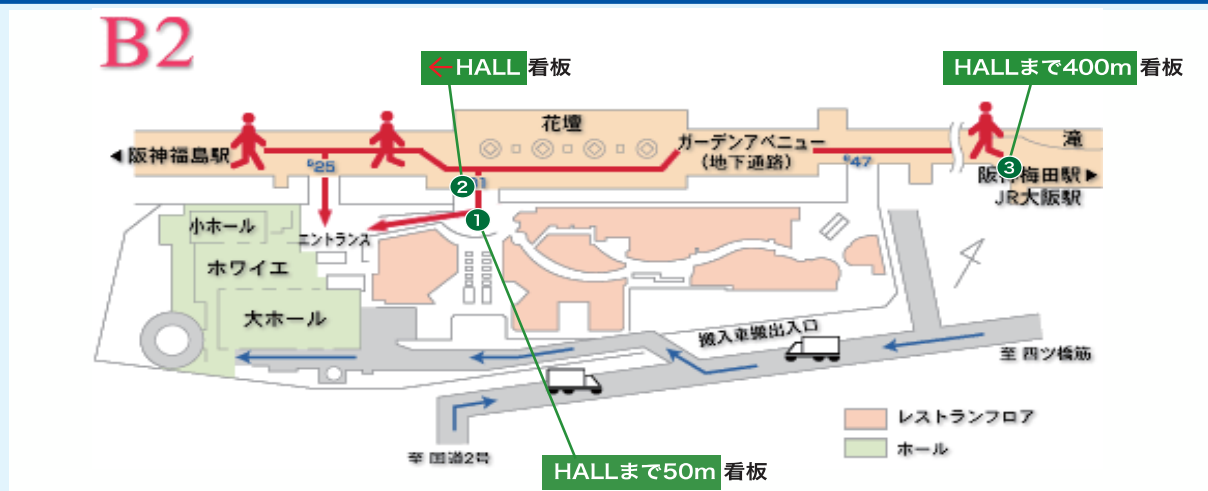 B2
←HALL 看板
HALLまで400m 看板
花壇
ガーデンアベニュー
(地下通路)
滝
◀阪神福島駅
25
47
❷
❸
阪神梅田駅▶
JR大阪駅
❶
小ホール
エントランス
ホワイエ
大ホール
搬入車搬出入口
至 四ツ橋筋
至 国道2号
レストランフロア
ホール
HALLまで50m 看板